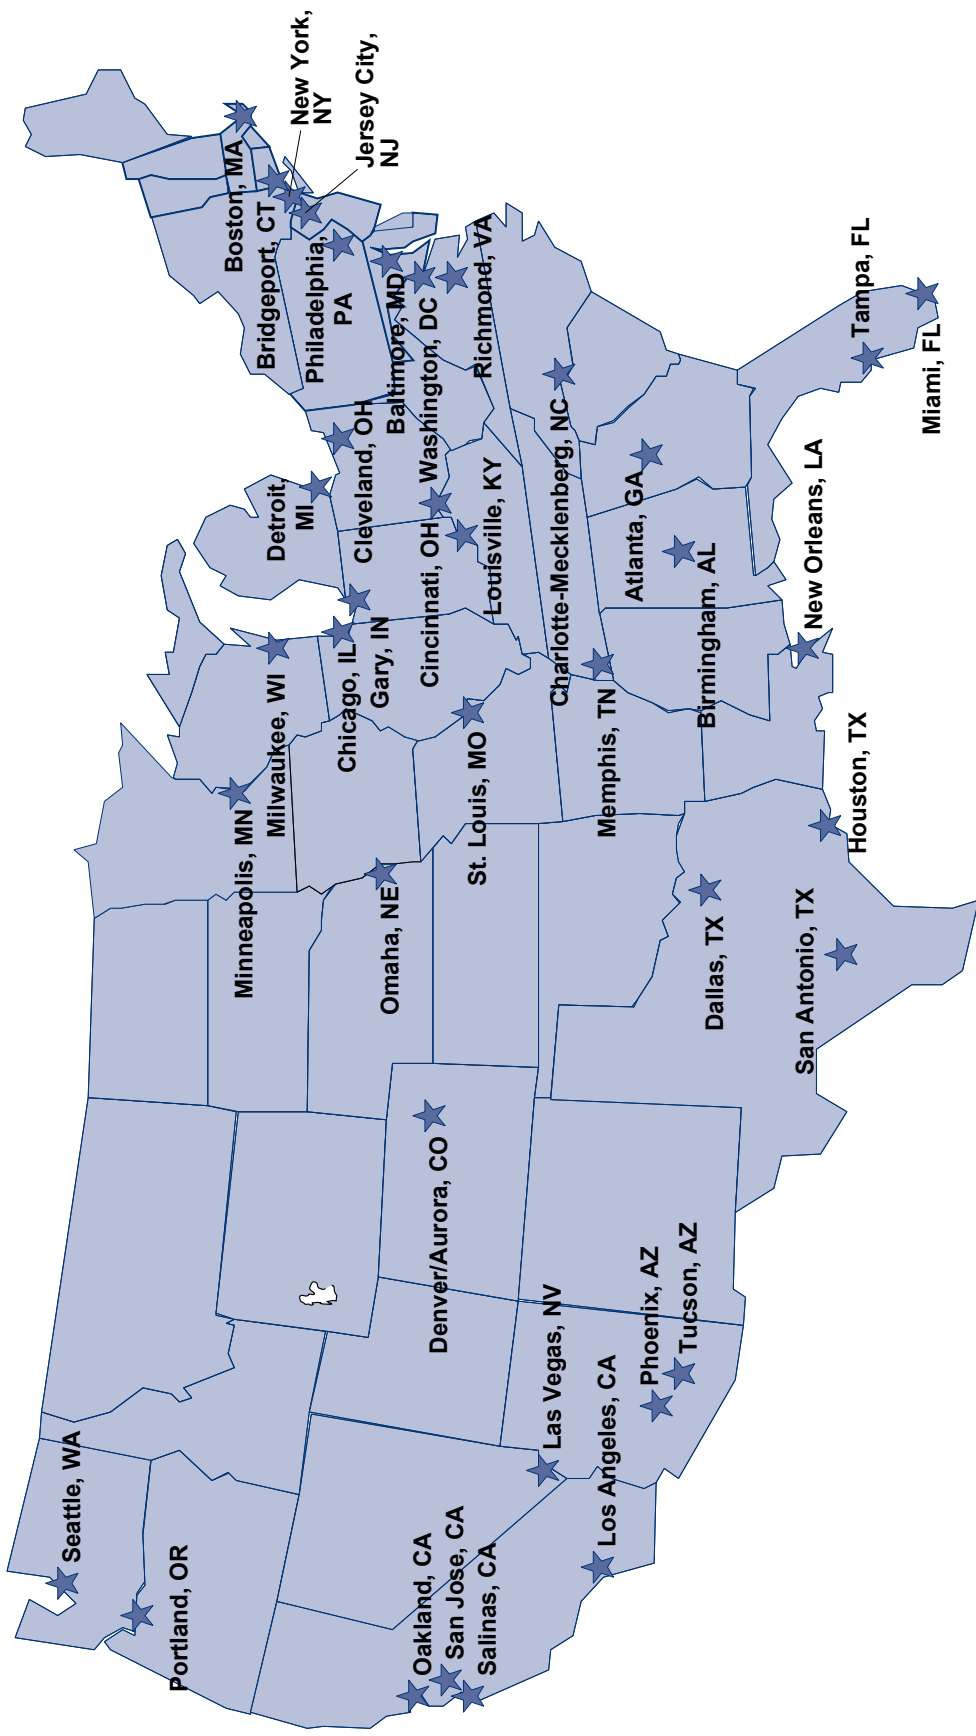 Seattle, WA
Portland, OR
Oakland, CA
San Jose, CA
Salinas, CA
Los Angeles, CA
Las Vegas, NV
Phoenix, AZ
Tucson, AZ
Denver/Aurora, CO
Minneapolis, MN
Omaha, NE
Dallas, TX
San Antonio, TX
Houston, TX
Milwaukee, WI
Chicago, IL
Gary, IN
St. Louis, MO
Memphis, TN
New Orleans, LA
Birmingham, AL
Atlanta, GA
Detroit,
MI
Cleveland, OH
Cincinnati, OH
Louisville, KY
Charlotte-Mecklenberg, NC
Boston, MA
Bridgeport, CT
New York,
NY
Jersey City,
NJ
Philadelphia,
PA
Baltimore, MD
Washington, DC
Richmond, VA
Tampa, FL
Miami, FL